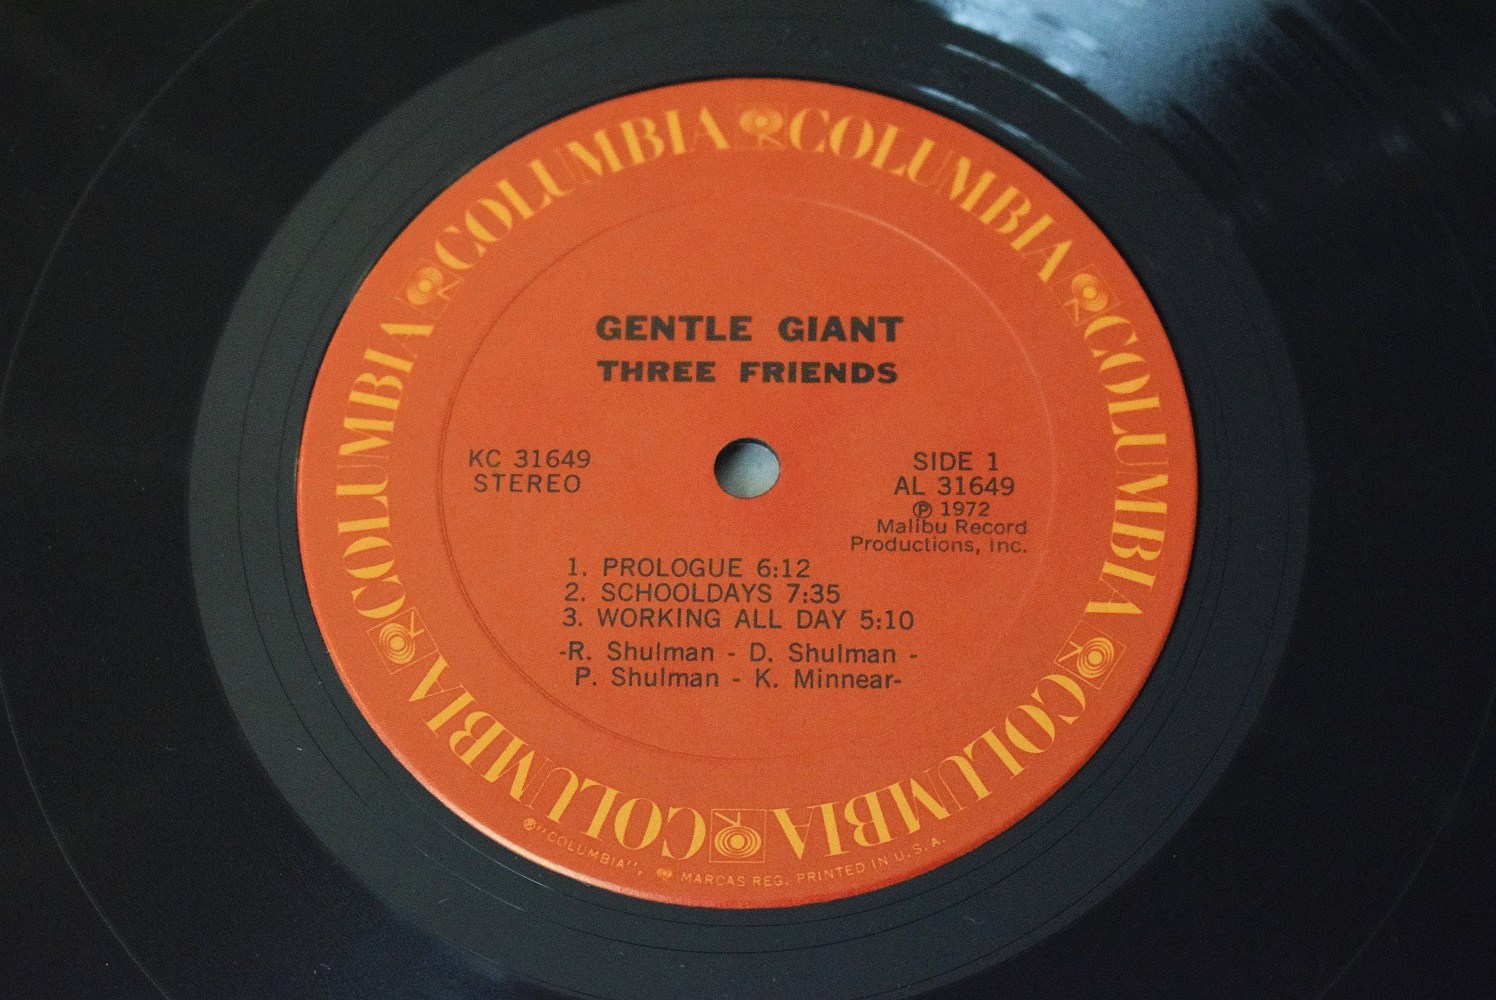 COLUMBIA COLUMBIA COLUMBIA COLUMBIA COLUMBIA COLUMBIA
GENTLE GIANT
THREE FRIENDS
KC 31649
STEREO
SIDE 1
AL 31649
℗ 1972
Malibu Record
Productions, Inc.
1. PROLOGUE 6:12
2. SCHOOLDAYS 7:35
3. WORKING ALL DAY 5:10
-R. Shulman - D. Shulman -
P. Shulman - K. Minnear-
℗ "COLUMBIA", MARCAS REG. PRINTED IN U.S.A.